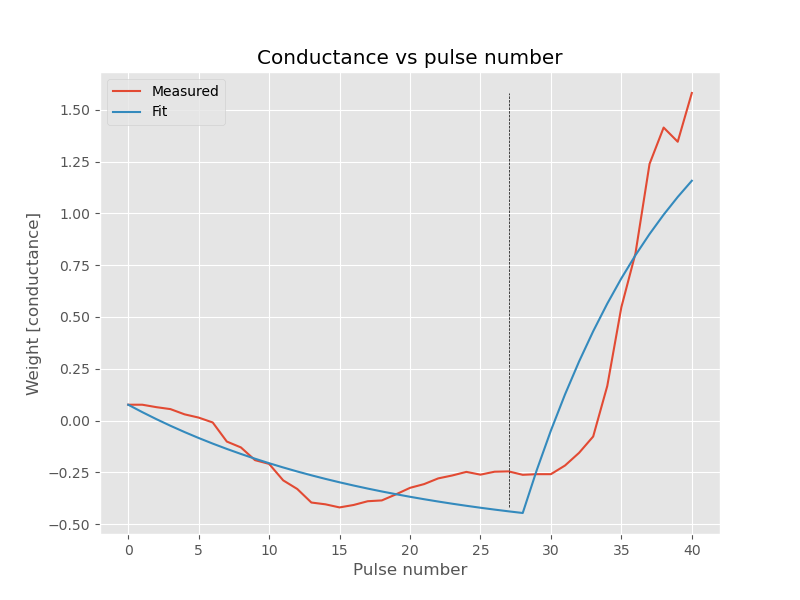 Conductance vs pulse number
Measured
Fit
1.50
1.25
1.00
0.75
0.50
0.25
0.00
−0.25
−0.50
Weight [conductance]
0 5 10 15 20 25 30 35 40
Pulse number